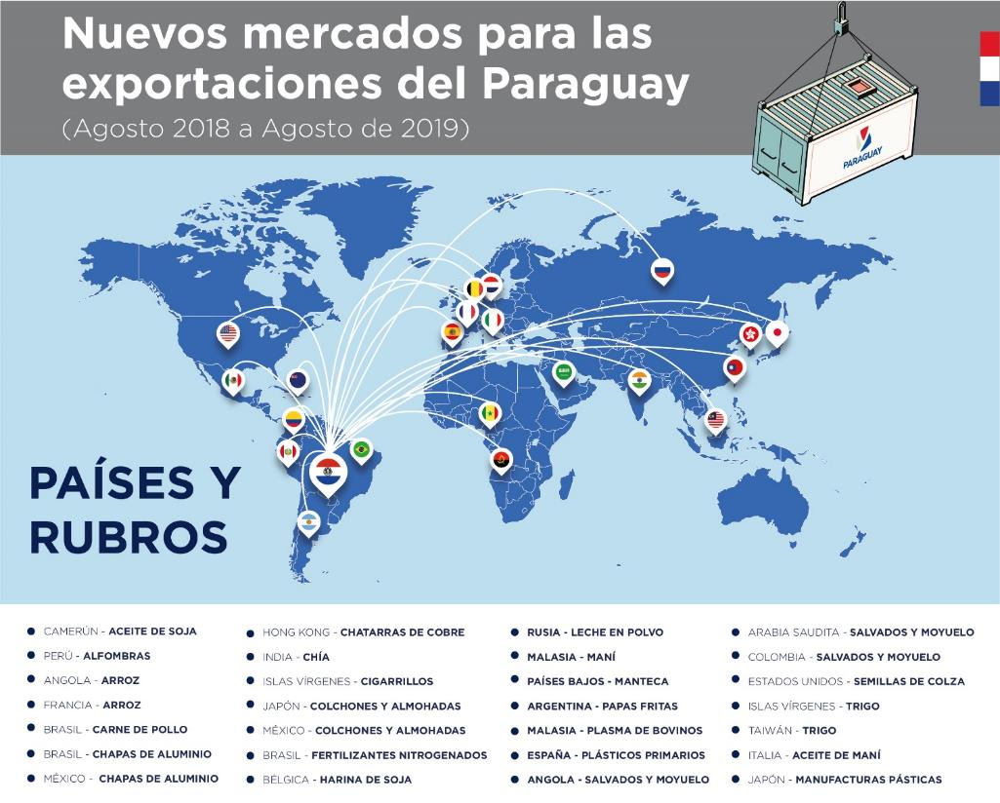 Nuevos mercados para las
exportaciones del Paraguay
(Agosto 2018 a Agosto de 2019)
PARAGUAY
PAÍSES Y
RUBROS
CAMERÚN - ACEITE DE SOJA
PERÚ - ALFOMBRAS
ANGOLA - ARROZ
FRANCIA - ARROZ
BRASIL - CARNE DE POLLO
BRASIL - CHAPAS DE ALUMINIO
MÉXICO - CHAPAS DE ALUMINIO
HONG KONG - CHATARRAS DE COBRE
INDIA - CHÍA
ISLAS VÍRGENES - CIGARRILLOS
JAPÓN - COLCHONES Y ALMOHADAS
MÉXICO - COLCHONES Y ALMOHADAS
BRASIL - FERTILIZANTES NITROGENADOS
BÉLGICA - HARINA DE SOJA
RUSIA - LECHE EN POLVO
MALASIA - MANÍ
PAÍSES BAJOS - MANTECA
ARGENTINA - PAPAS FRITAS
MALASIA - PLASMA DE BOVINOS
ESPAÑA - PLÁSTICOS PRIMARIOS
ANGOLA - SALVADOS Y MOYUELO
ARABIA SAUDITA - SALVADOS Y MOYUELO
COLOMBIA - SALVADOS Y MOYUELO
ESTADOS UNIDOS - SEMILLAS DE COLZA
ISLAS VÍRGENES - TRIGO
TAIWÁN - TRIGO
ITALIA - ACEITE DE MANÍ
JAPÓN - MANUFACTURAS PÁSTICAS